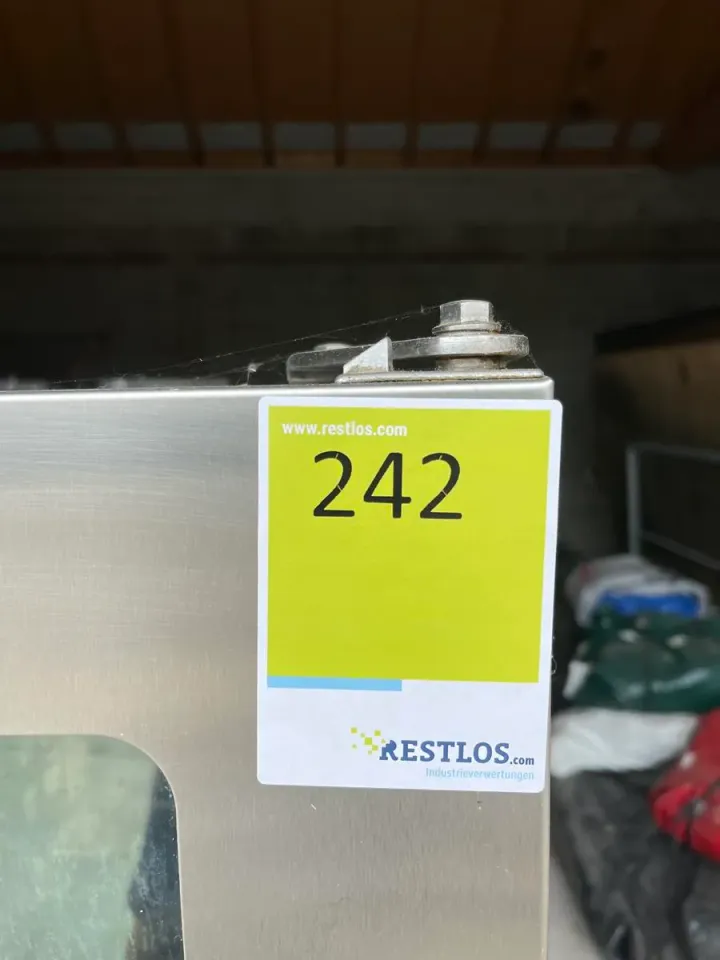 www.restlos.com
242
RESTLOS.com
Industrieverwertungen